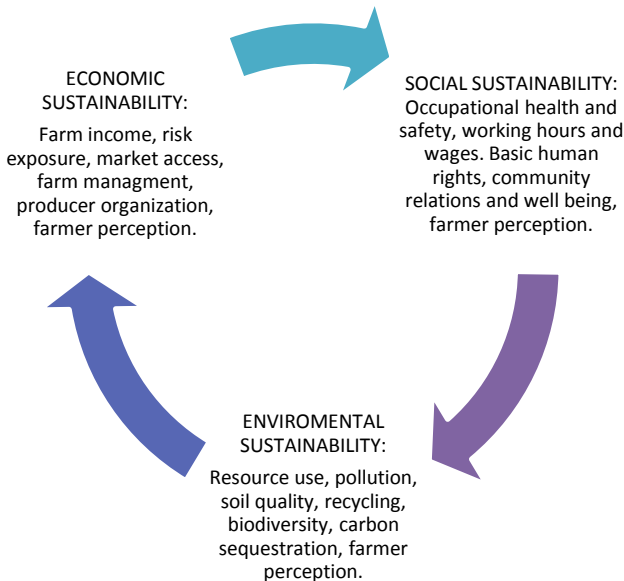 ECONOMIC
SUSTAINABILITY:
Farm income, risk
exposure, market access,
farm managment,
producer organization,
farmer perception.
SOCIAL SUSTAINABILITY:
Occupational health and
safety, working hours and
wages. Basic human
rights, community
relations and well being,
farmer perception.
ENVIROMENTAL
SUSTAINABILITY:
Resource use, pollution,
soil quality, recycling,
biodiversity, carbon
sequestration, farmer
perception.